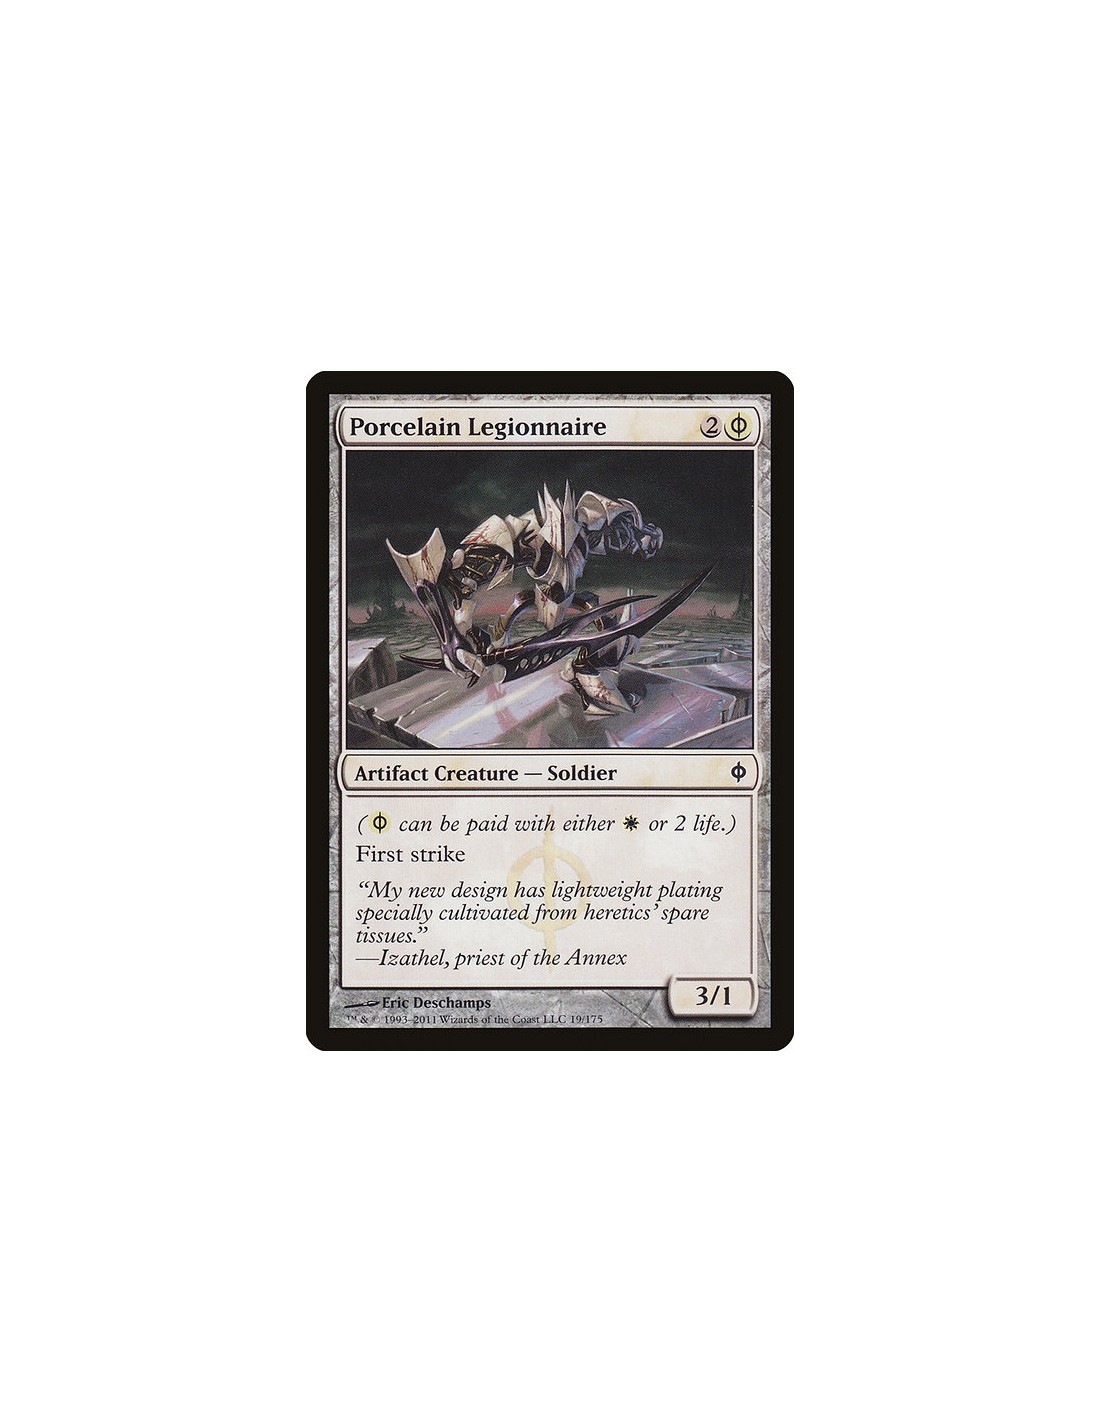 Porcelain Legionnaire 2
Artifact Creature — Soldier
( can be paid with either or 2 life.)
First strike
“My new design has lightweight plating
specially cultivated from heretics’ spare
tissues.”
—Izathel, priest of the Annex
3/1
Eric Deschamps
™ & © 1993–2011 Wizards of the Coast LLC 19/175